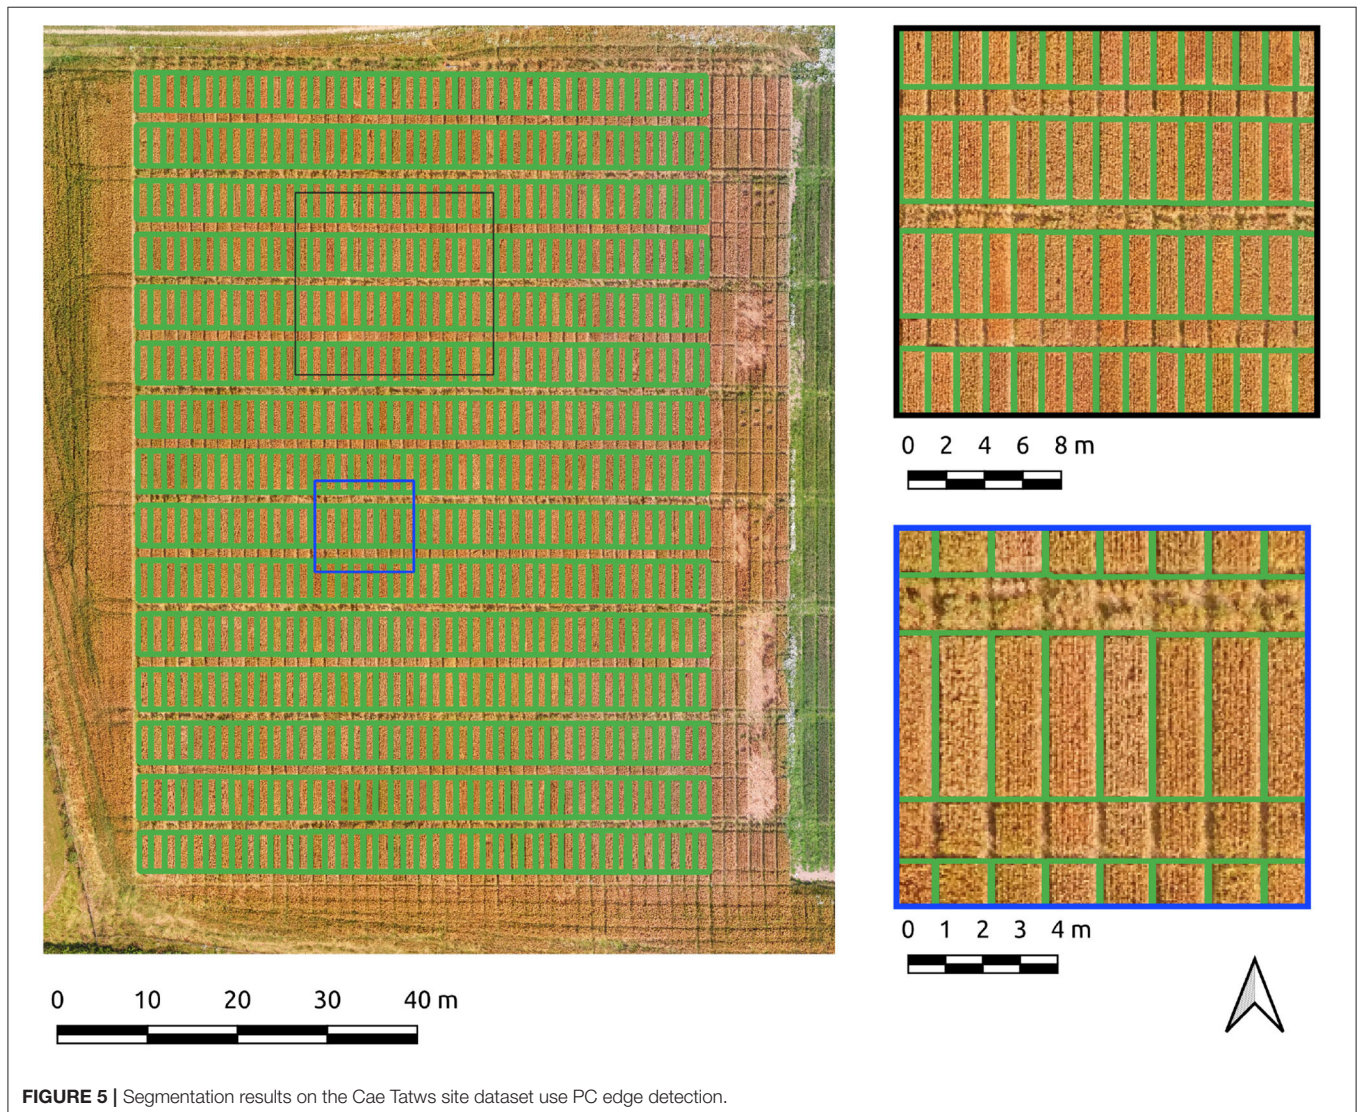 0 2 4 6 8 m
0 1 2 3 4 m
0 10 20 30 40 m
FIGURE 5 | Segmentation results on the Cae Tatws site dataset use PC edge detection.